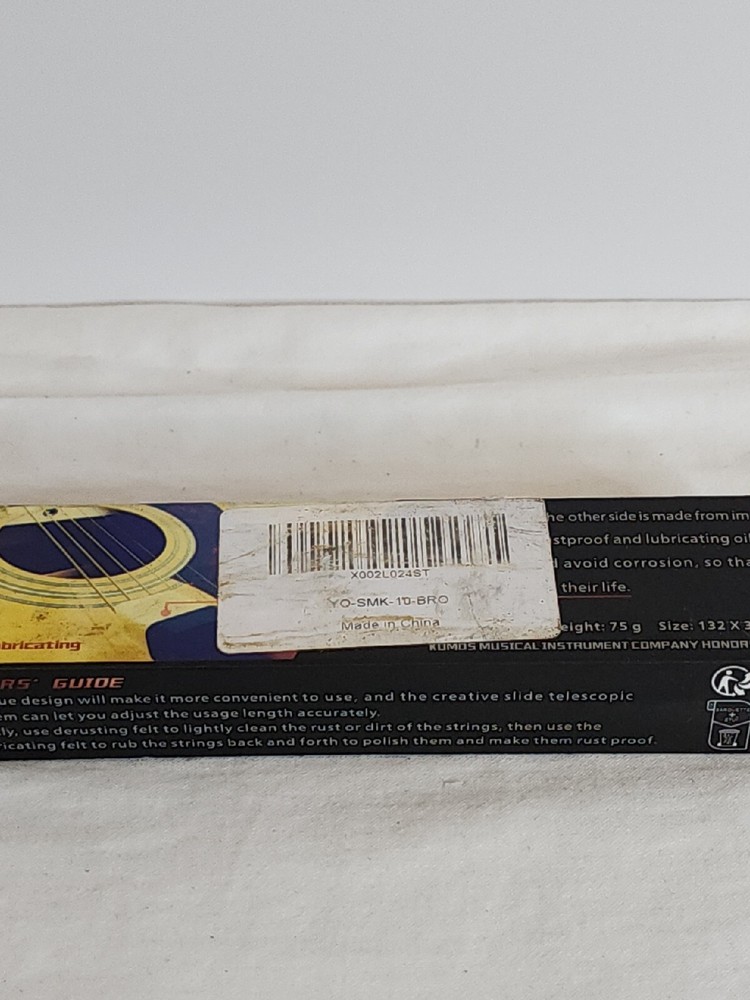 he other side is made from im
stproof and lubricating oil
avoid corrosion, so tha
their life.
X002L024ST
YO-SMK-10-BRO
Made in China
eight: 75 g Size: 132 X 3
bricating
KUMOS MUSICAL INSTRUMENT COMPANY HONOR
RS' GUIDE
ue design will make it more convenient to use, and the creative slide telescopic
em can let you adjust the usage length accurately.
ly, use derusting felt to lightly clean the rust or dirt of the strings, then use the
ricating felt to rub the strings back and forth to polish them and make them rust proof.